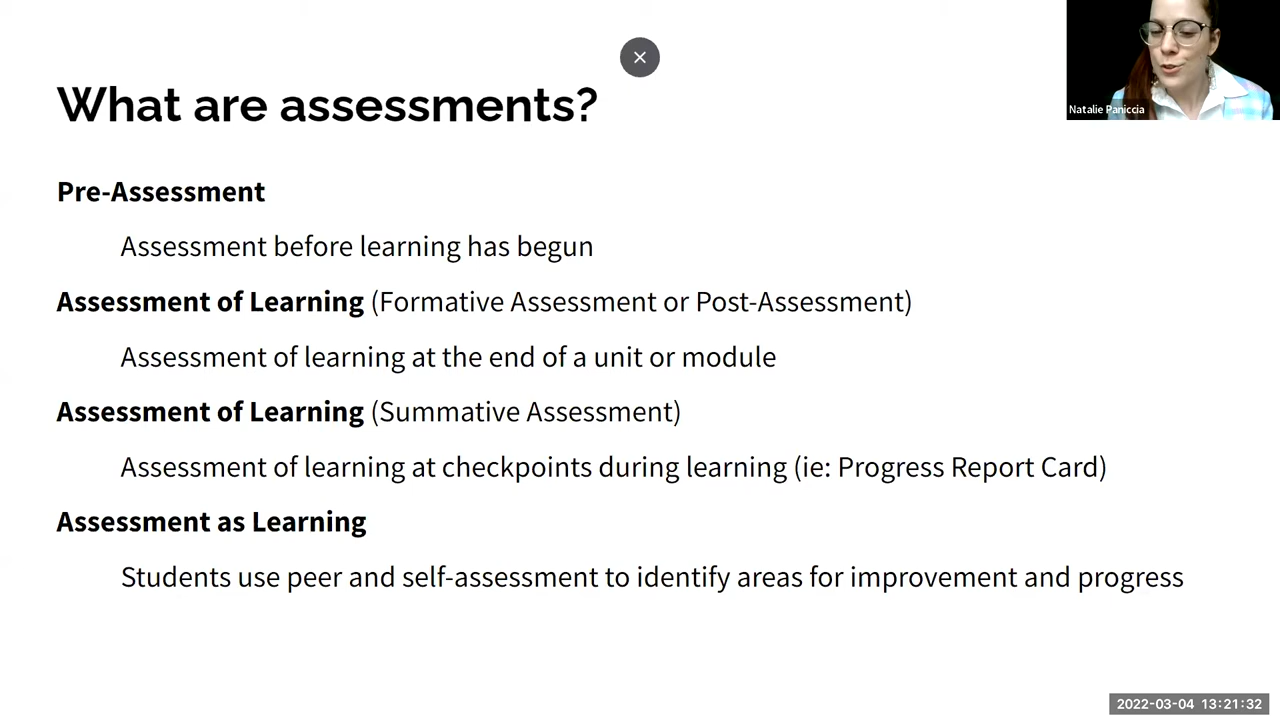 What are assessments?
Natalie Paniccia
Pre-Assessment
Assessment before learning has begun
Assessment of Learning (Formative Assessment or Post-Assessment)
Assessment of learning at the end of a unit or module
Assessment of Learning (Summative Assessment)
Assessment of learning at checkpoints during learning (ie: Progress Report Card)
Assessment as Learning
Students use peer and self-assessment to identify areas for improvement and progress
2022-03-04 13:21:32